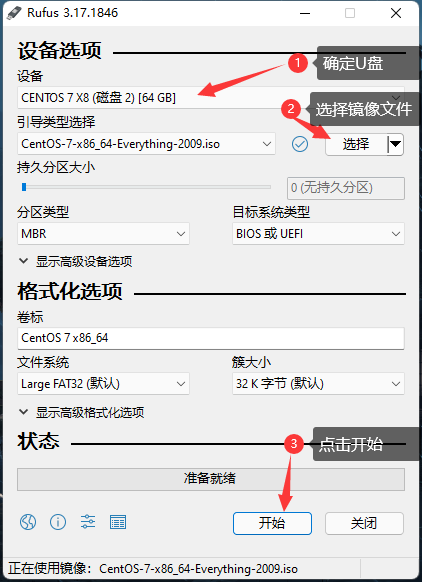 Rufus 3.17.1846
设备选项
1 确定U盘
设备
CENTOS 7 X8 (磁盘 2) [64 GB]
2 选择镜像文件
引导类型选择
CentOS-7-x86_64-Everything-2009.iso
选择
持久分区大小
0 (无持久分区)
分区类型
目标系统类型
MBR
BIOS 或 UEFI
显示高级设备选项
格式化选项
卷标
CentOS 7 x86_64
文件系统
簇大小
Large FAT32 (默认)
32 K 字节 (默认)
显示高级格式化选项
状态
3 点击开始
准备就绪
开始
关闭
正在使用镜像：CentOS-7-x86_64-Everything-2009.iso